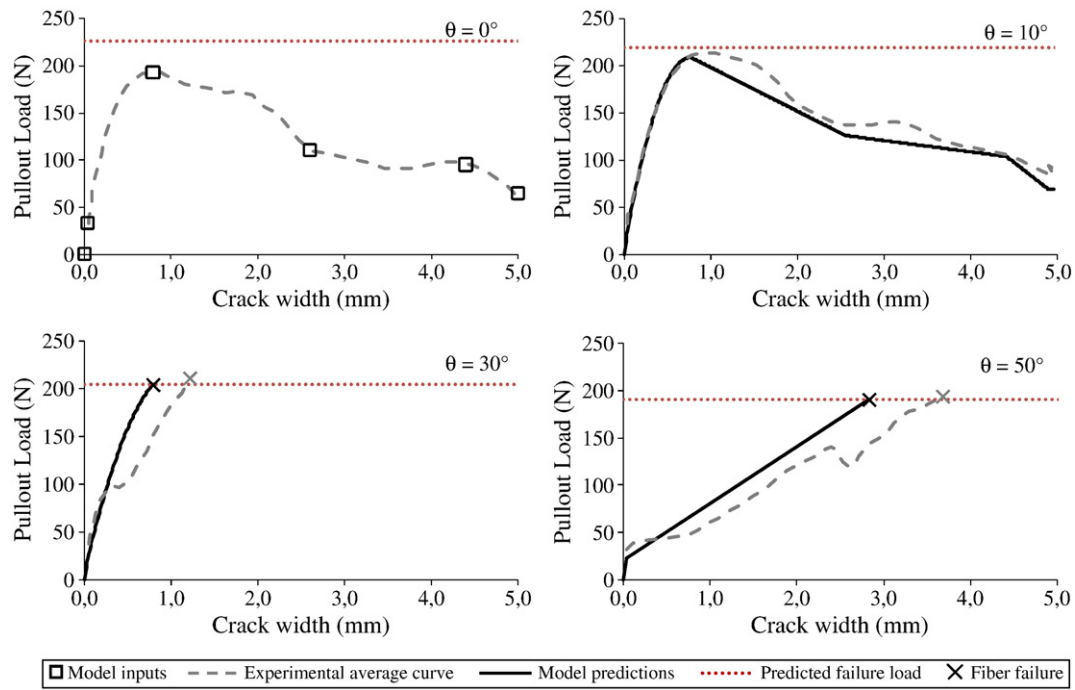 θ = 0°
250
200
150
100
50
0
Pullout Load (N)
0,0 1,0 2,0 3,0 4,0 5,0
Crack width (mm)
θ = 10°
250
200
150
100
50
0
Pullout Load (N)
0,0 1,0 2,0 3,0 4,0 5,0
Crack width (mm)
θ = 30°
250
200
150
100
50
0
Pullout Load (N)
0,0 1,0 2,0 3,0 4,0 5,0
Crack width (mm)
θ = 50°
250
200
150
100
50
0
Pullout Load (N)
0,0 1,0 2,0 3,0 4,0 5,0
Crack width (mm)
Model inputs Experimental average curve Model predictions Predicted failure load Fiber failure